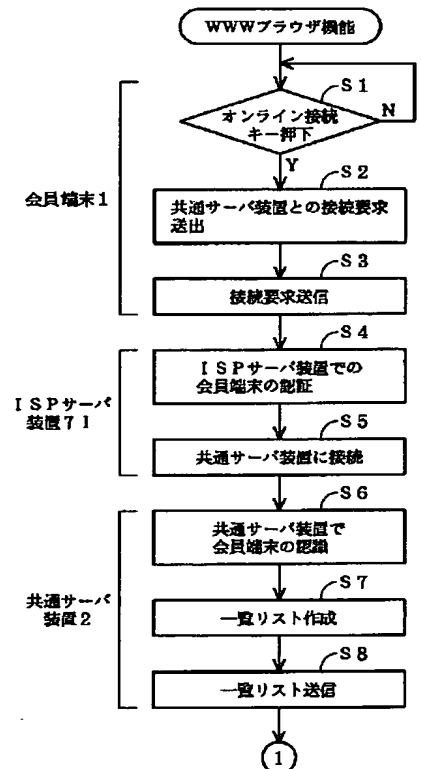 WWWブラウザ機能
S1
オンライン接続
キー押下
N
Y
会員端末1
S2
共通サーバ装置との接続要求
送出
S3
接続要求送信
S4
ISPサーバ装置での
会員端末の認証
ISPサーバ
装置71
S5
共通サーバ装置に接続
S6
共通サーバ装置で
会員端末の認識
共通サーバ
装置2
S7
一覧リスト作成
S8
一覧リスト送信
1